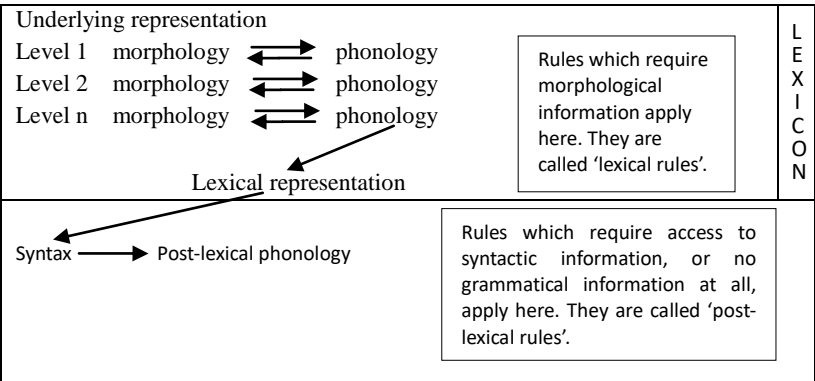 Underlying representation
Level 1 morphology phonology
Level 2 morphology phonology
Level n morphology phonology
Lexical representation
Rules which require
morphological
information apply
here. They are
called ‘lexical rules’.
L
E
X
I
C
O
N
Syntax Post-lexical phonology
Rules which require access to
syntactic information, or no
grammatical information at all,
apply here. They are called ‘post-
lexical rules’.